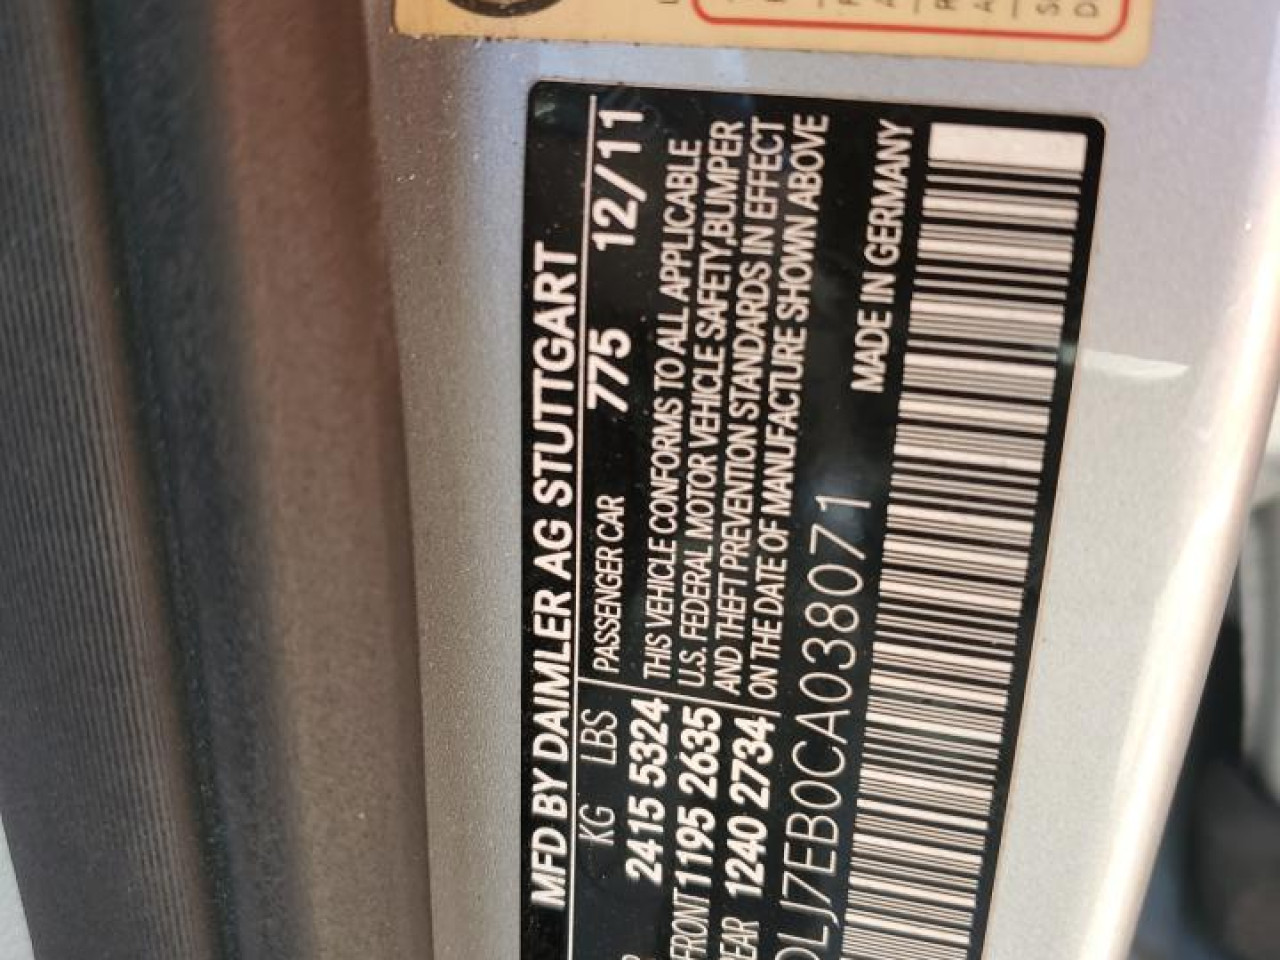 MFD BY DAIMLER AG STUTTGART
KG LBS PASSENGER CAR 775 12/11
2415 5324 THIS VEHICLE CONFORMS TO ALL APPLICABLE
FRONT 1195 2635 U.S. FEDERAL MOTOR VEHICLE SAFETY,BUMPER
EAR 1240 2734 AND THEFT PREVENTION STANDARDS IN EFFECT
ON THE DATE OF MANUFACTURE SHOWN ABOVE
DLJ7EB0CA038071 MADE IN GERMANY